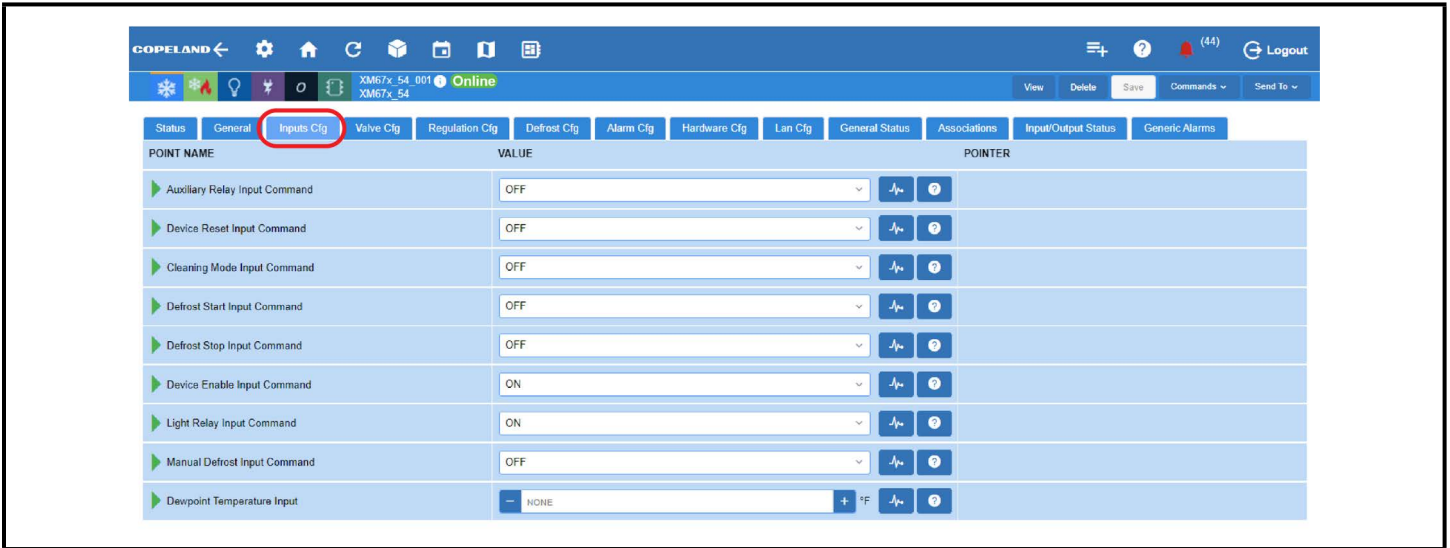 COPELAND
(44)
Logout
XM67x_54_001 Online
XM67x_54
View Delete Save Commands Send To
Status General Inputs Cfg Valve Cfg Regulation Cfg Defrost Cfg Alarm Cfg Hardware Cfg Lan Cfg General Status Associations Input/Output Status Generic Alarms
POINT NAME VALUE POINTER
Auxiliary Relay Input Command OFF
Device Reset Input Command OFF
Cleaning Mode Input Command OFF
Defrost Start Input Command OFF
Defrost Stop Input Command OFF
Device Enable Input Command ON
Light Relay Input Command ON
Manual Defrost Input Command OFF
Dewpoint Temperature Input − NONE + °F